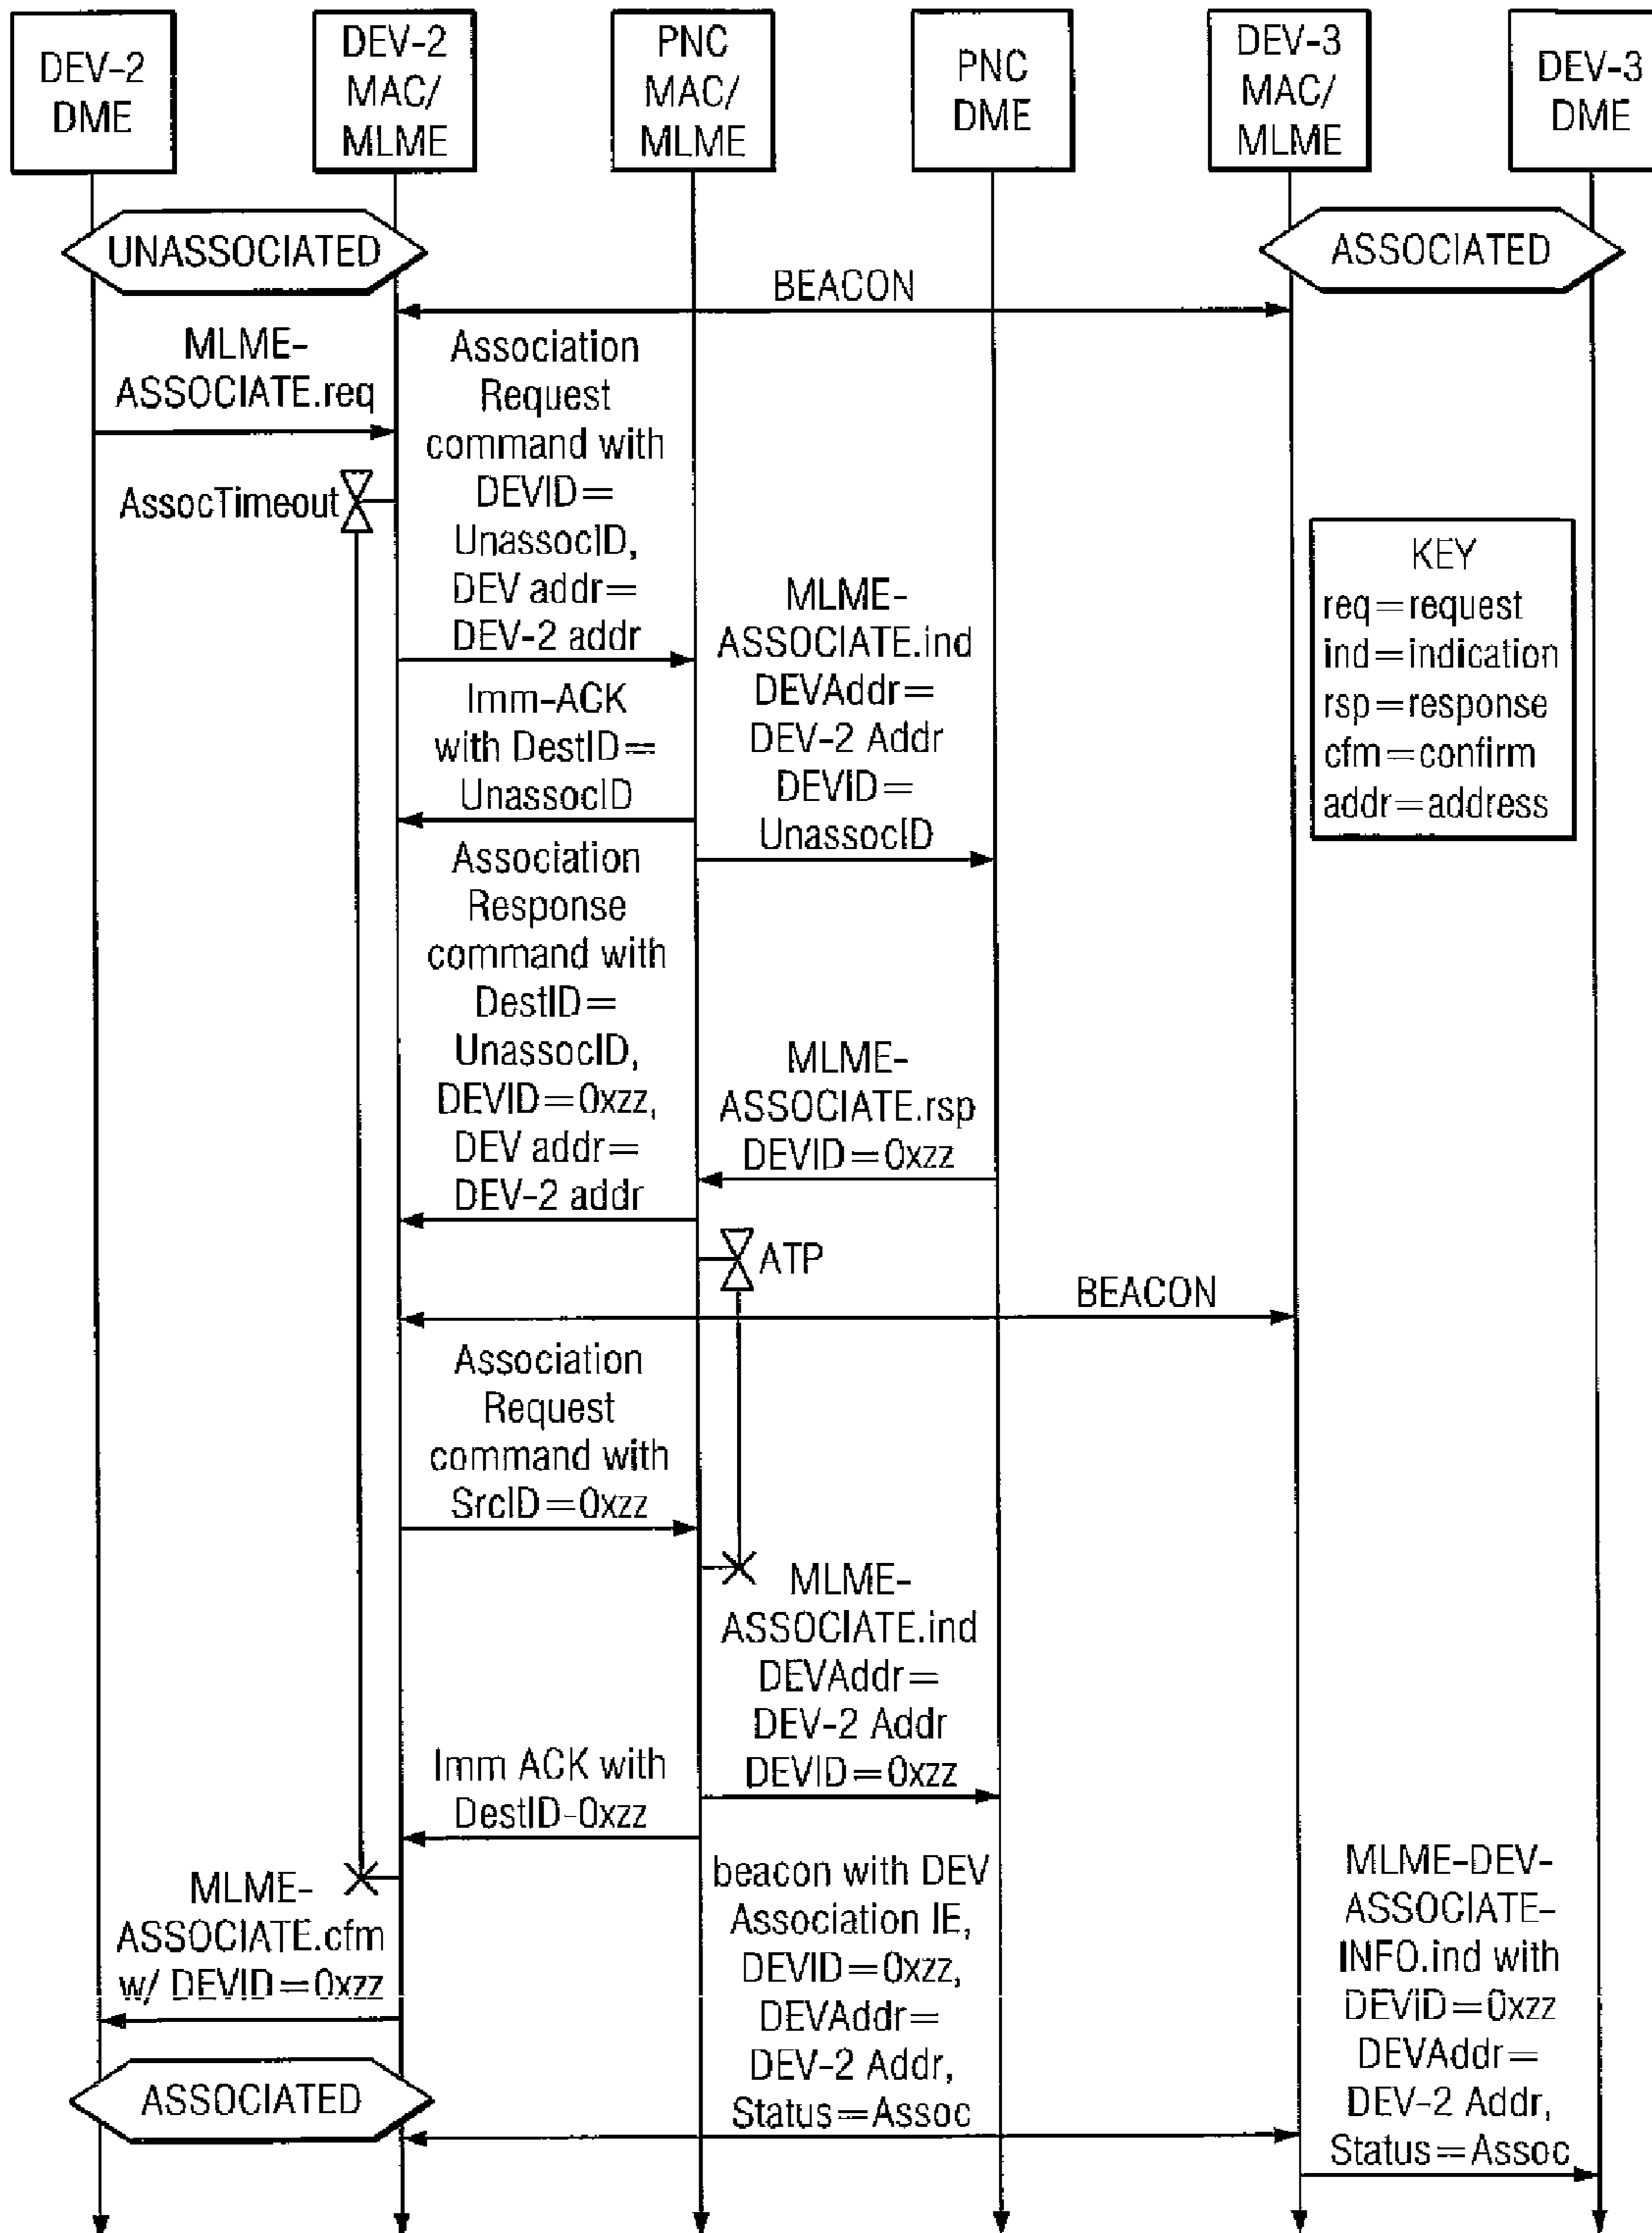 DEV-2
DME
DEV-2
MAC/
MLME
PNC
MAC/
MLME
PNC
DME
DEV-3
MAC/
MLME
DEV-3
DME
UNASSOCIATED
ASSOCIATED
BEACON
MLME-
ASSOCIATE.req
Association
Request
command with
DEVID=
UnassocID,
DEV addr=
DEV-2 addr
AssocTimeout
KEY
req=request
ind=indication
rsp=response
cfm=confirm
addr=address
MLME-
ASSOCIATE.ind
DEVAddr=
DEV-2 Addr
DEVID=
UnassocID
Imm-ACK
with DestID=
UnassocID
Association
Response
command with
DestID=
UnassocID,
DEVID=0xzz,
DEV addr=
DEV-2 addr
MLME-
ASSOCIATE.rsp
DEVID=0xzz
ATP
BEACON
Association
Request
command with
SrcID=0xzz
MLME-
ASSOCIATE.ind
DEVAddr=
DEV-2 Addr
DEVID=0xzz
Imm ACK with
DestID-0xzz
MLME-
ASSOCIATE.cfm
w/ DEVID=0xzz
beacon with DEV
Association IE,
DEVID=0xzz,
DEVAddr=
DEV-2 Addr,
Status=Assoc
MLME-DEV-
ASSOCIATE-
INFO.ind with
DEVID=0xzz
DEVAddr=
DEV-2 Addr,
Status=Assoc
ASSOCIATED